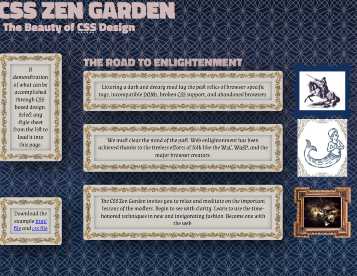 CSS ZEN GARDEN
The Beauty of CSS Design
A
demonstration
of what can be
accomplished
through CSS-
based design.
Select any
style sheet
from the list to
load it into
this page.
Download the
example html
file and css file
THE ROAD TO ENLIGHTENMENT
Littering a dark and dreary road lay the past relics of browser-specific
tags, incompatible DOMs, broken CSS support, and abandoned browsers.
We must clear the mind of the past. Web enlightenment has been
achieved thanks to the tireless efforts of folk like the W3C, WaSP, and the
major browser creators.
The CSS Zen Garden invites you to relax and meditate on the important
lessons of the masters. Begin to see with clarity. Learn to use the time-
honored techniques in new and invigorating fashion. Become one with
the web.